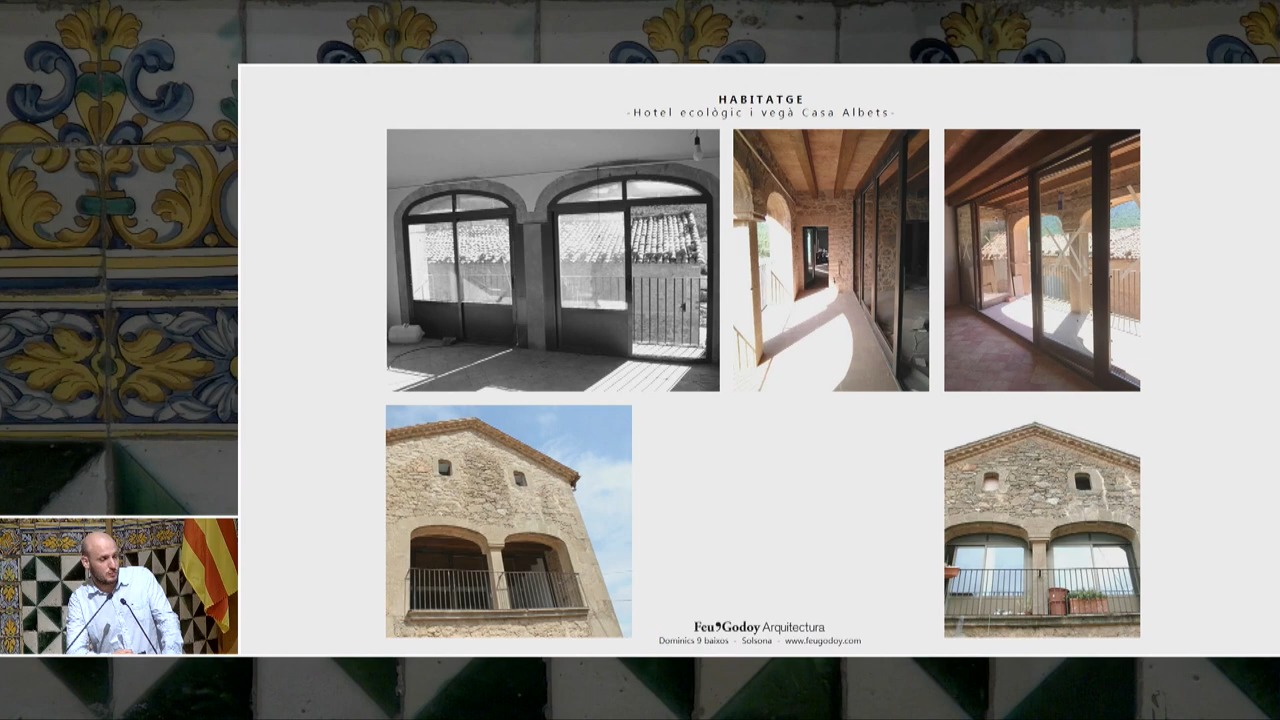 HABITATGE
-Hotel ecològic i vegà Casa Albets-
Feu Godoy Arquitectura
Dominics 9 baixos · Solsona · www.feugodoy.com